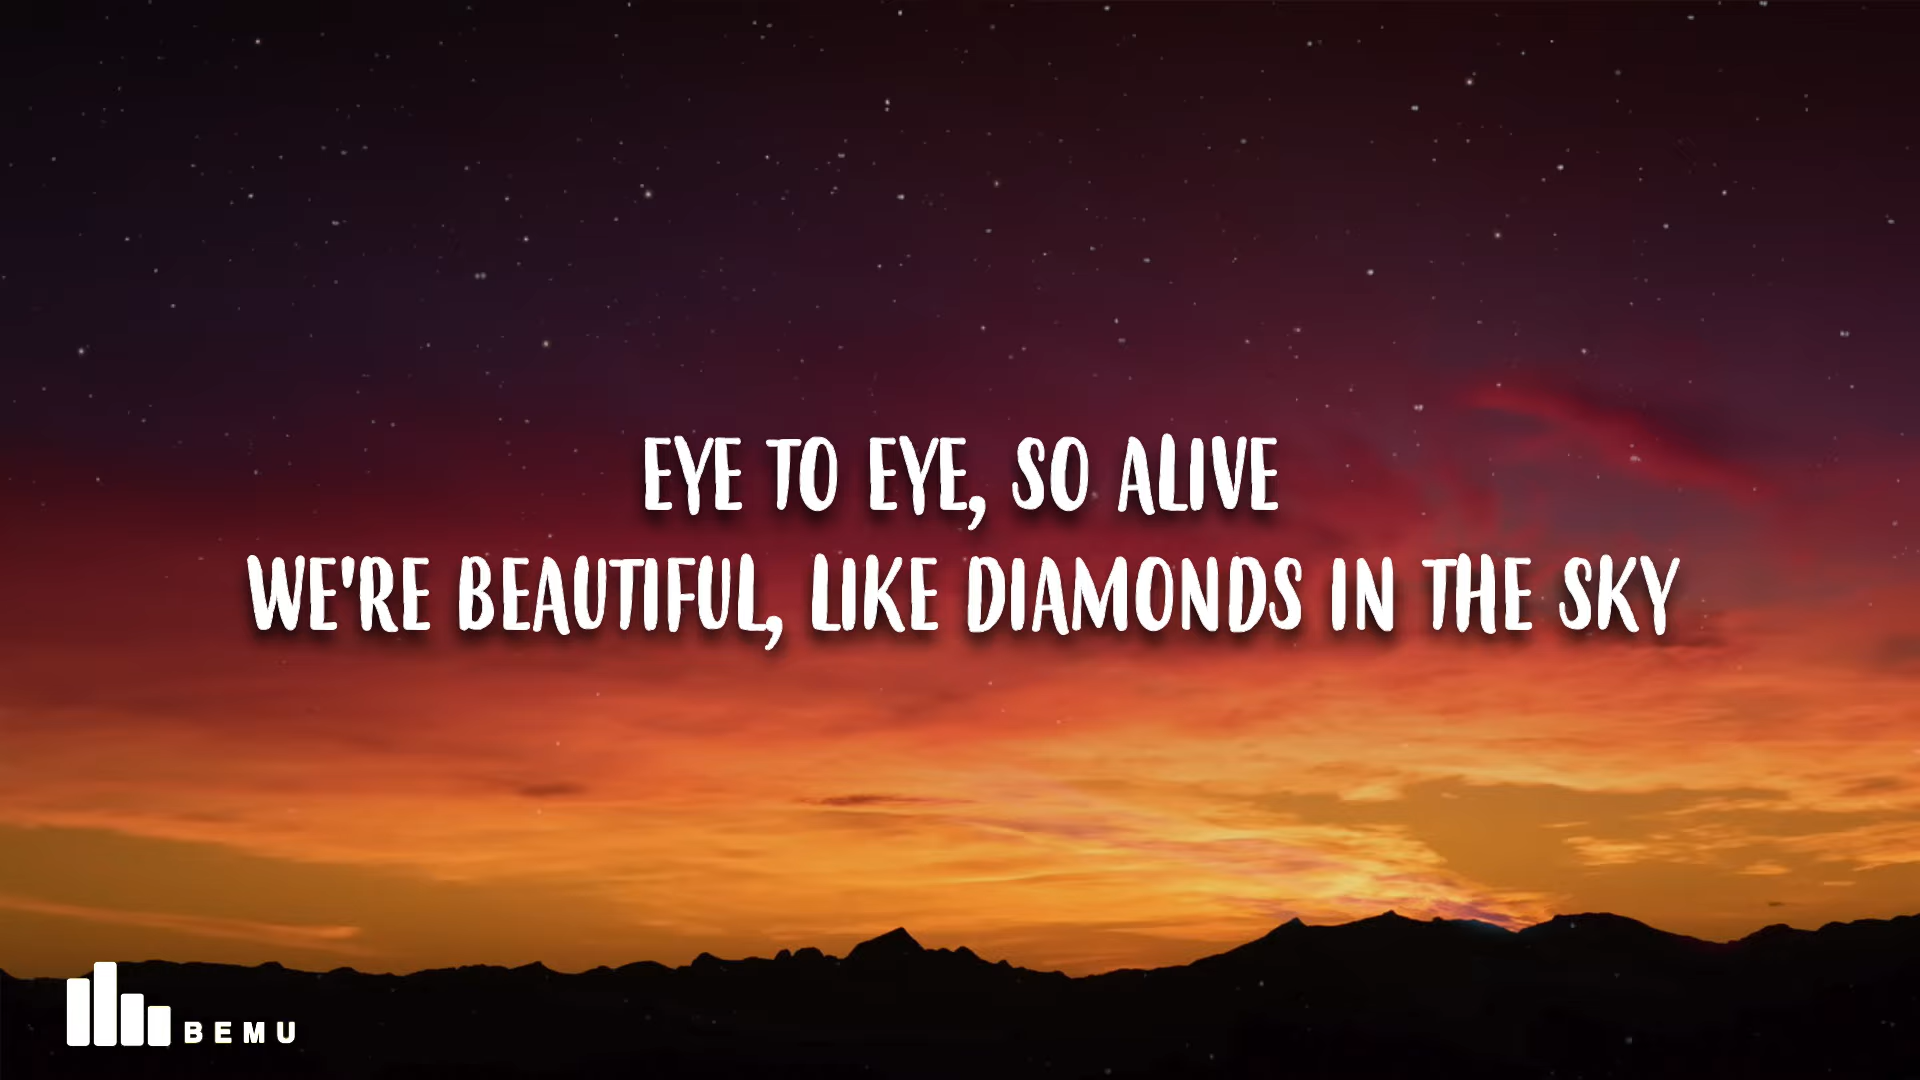 EYE TO EYE, SO ALIVE
WE'RE BEAUTIFUL, LIKE DIAMONDS IN THE SKY
BEMU